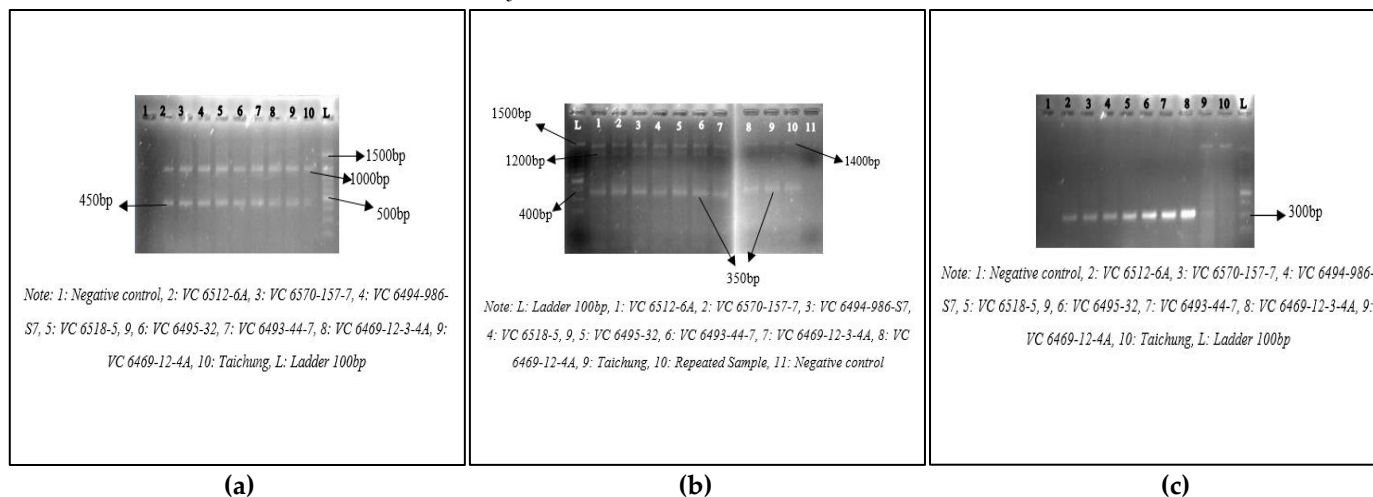 1 2 3 4 5 6 7 8 9 10 L
1500bp
1000bp
450bp
500bp
Note: 1: Negative control, 2: VC 6512-6A, 3: VC 6570-157-7, 4: VC 6494-986-
S7, 5: VC 6518-5, 9, 6: VC 6495-32, 7: VC 6493-44-7, 8: VC 6469-12-3-4A, 9:
VC 6469-12-4A, 10: Taichung, L: Ladder 100bp
(a)
1500bp
L 1 2 3 4 5 6 7 8 9 10 11
1200bp
1400bp
400bp
350bp
Note: L: Ladder 100bp, 1: VC 6512-6A, 2: VC 6570-157-7, 3: VC 6494-986-S7,
4: VC 6518-5, 9, 5: VC 6495-32, 6: VC 6493-44-7, 7: VC 6469-12-3-4A, 8: VC
6469-12-4A, 9: Taichung, 10: Repeated Sample, 11: Negative control
(b)
1 2 3 4 5 6 7 8 9 10 L
300bp
Note: 1: Negative control, 2: VC 6512-6A, 3: VC 6570-157-7, 4: VC 6494-986-
S7, 5: VC 6518-5, 9, 6: VC 6495-32, 7: VC 6493-44-7, 8: VC 6469-12-3-4A, 9:
VC 6469-12-4A, 10: Taichung, L: Ladder 100bp
(c)